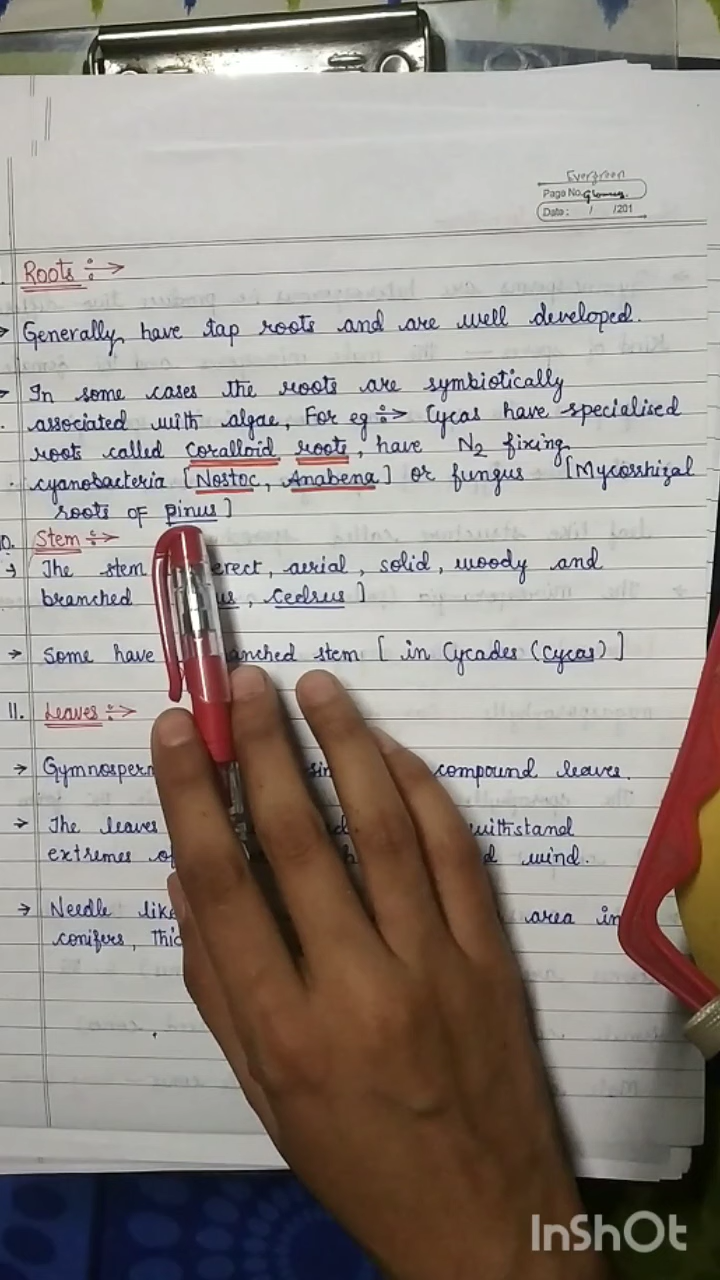 Evergreen
Page No. 
Date: / /201
Roots :->
→ Generally, have tap roots and are well developed.
→ In some cases the roots are symbiotically
associated with algae, For eg :-> Cycas have specialised
roots called coralloid roots, have N2 fixing
cyanobacteria [Nostoc, Anabena] or fungus [Mycorrhizal
roots of pinus]
10. Stem :->
→ The stem erect, aerial, solid, woody and
branched us, Cedrus]
→ Some have anched stem [in Cycades (cycas)]
11. Leaves :->
→ Gymnosperm sim compound leaves.
→ The leaves withstand
extremes of d wind.
→ Needle like area in
conifers, Thic
InShOt